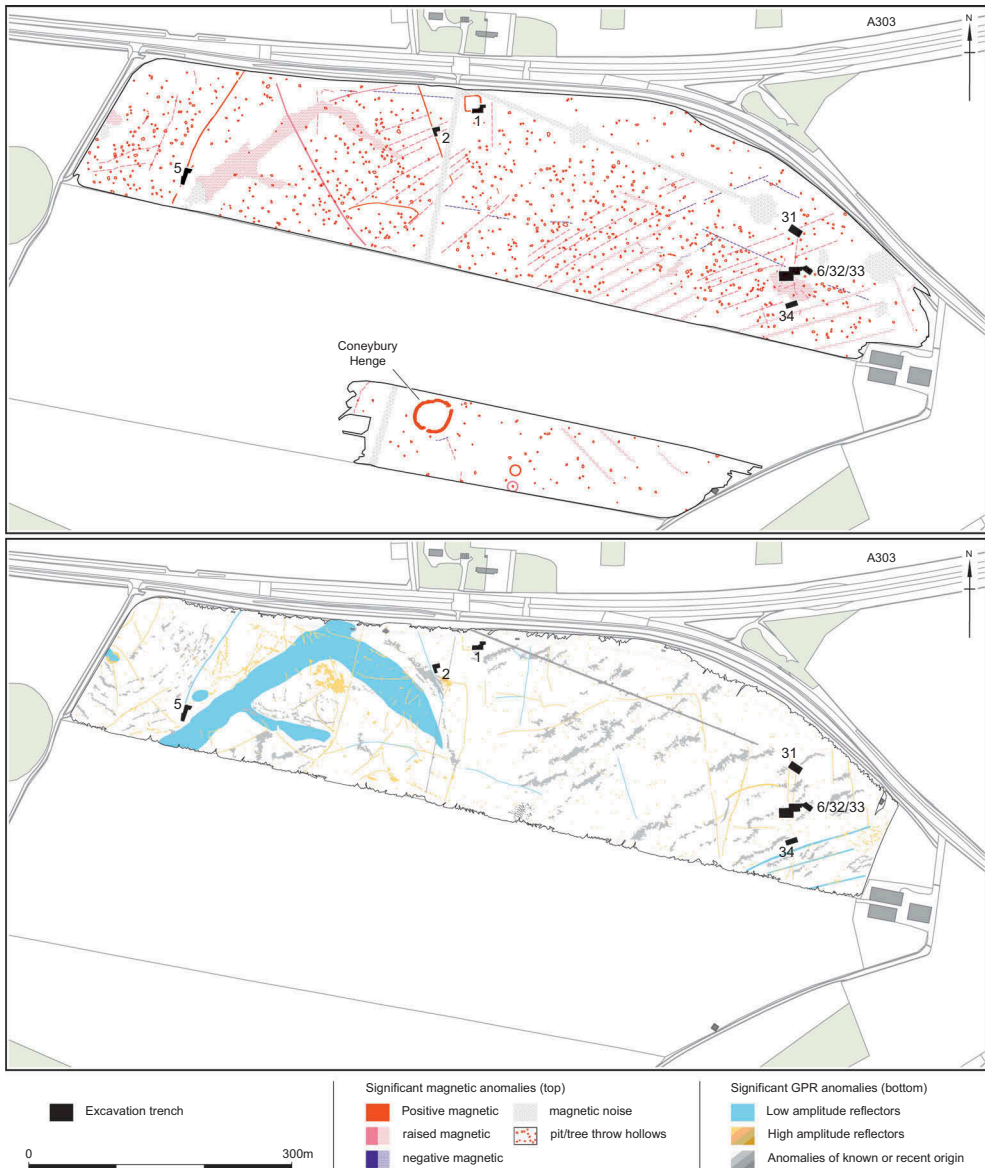 A303
N
1
2
5
31
6/32/33
34
Coneybury
Henge
A303
N
1
2
5
31
6/32/33
34
Excavation trench
0 300m
Significant magnetic anomalies (top)
Positive magnetic
raised magnetic
negative magnetic
magnetic noise
pit/tree throw hollows
Significant GPR anomalies (bottom)
Low amplitude reflectors
High amplitude reflectors
Anomalies of known or recent origin